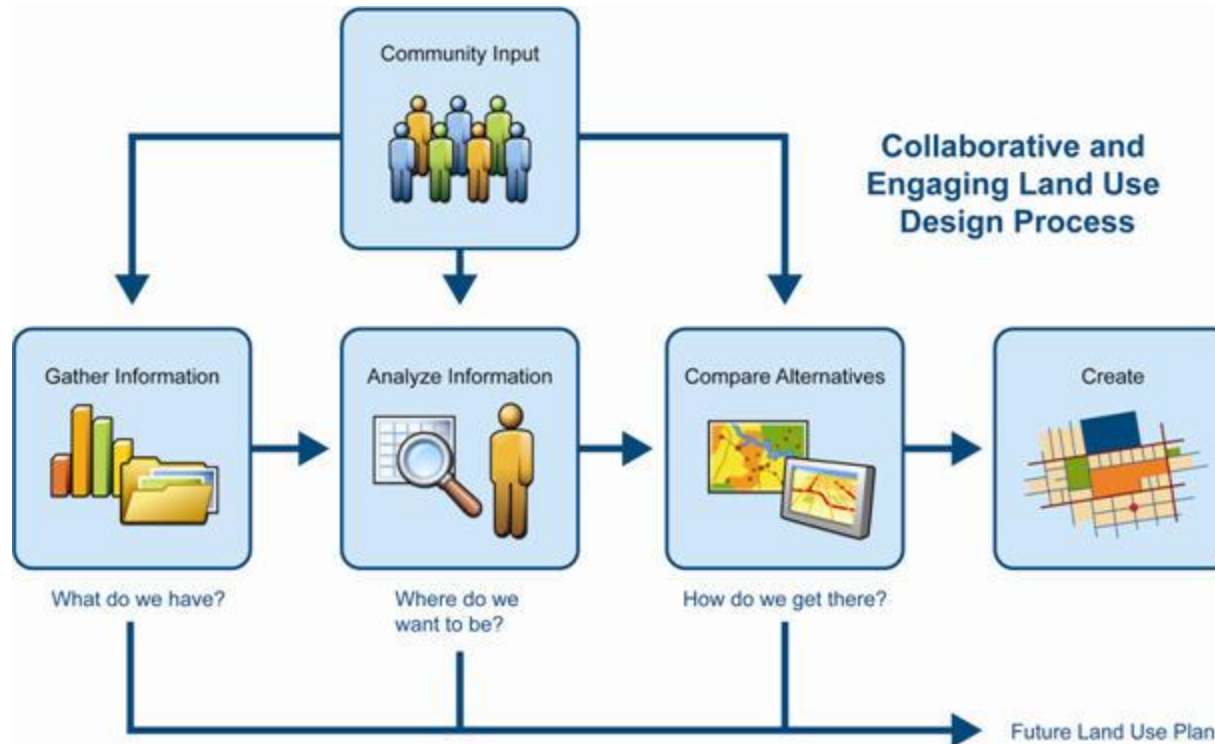 Community Input
Collaborative and
Engaging Land Use
Design Process
Gather Information
Analyze Information
Compare Alternatives
Create
What do we have?
Where do we
want to be?
How do we get there?
Future Land Use Plan